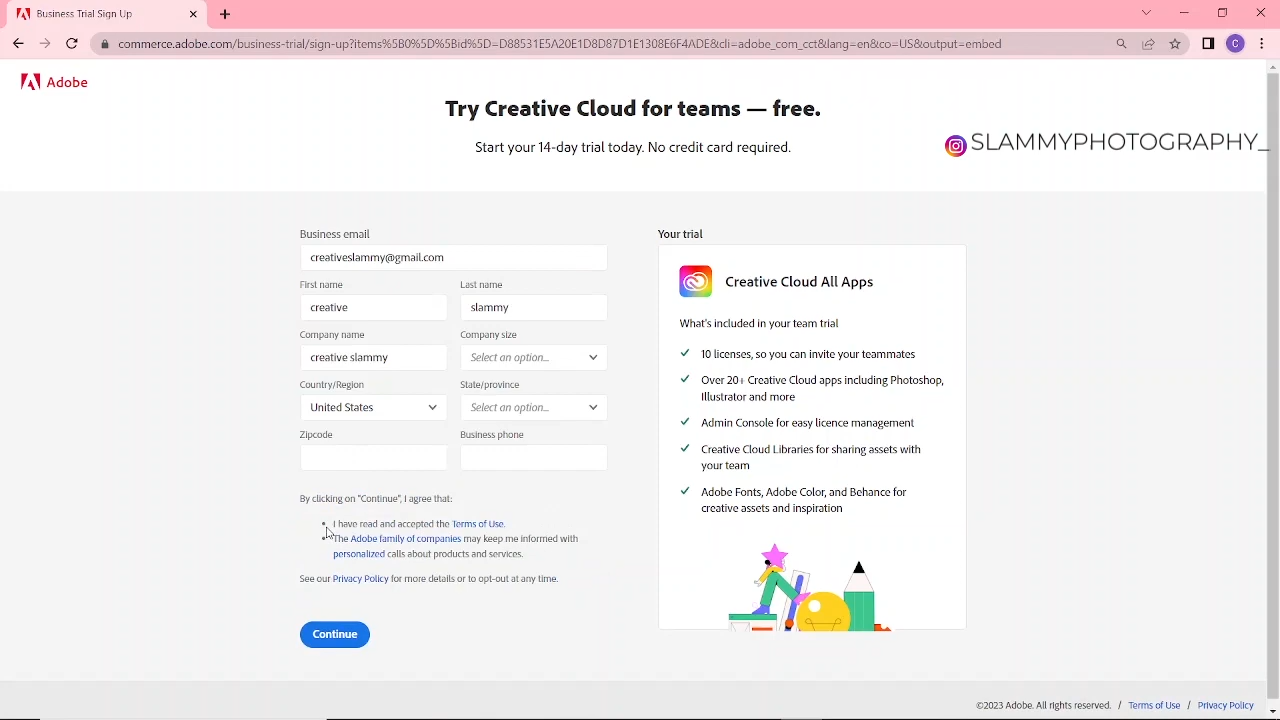 Business Trial Sign Up
commerce.adobe.com/business-trial/sign-up?items%5B0%5D%5Bid%5D=D88531E5A20E1D8D87D1E1308E6F4ADE&cli=adobe_com_cct&lang=en&co=US&output=embed
C
Adobe
Try Creative Cloud for teams — free.
Start your 14-day trial today. No credit card required.
SLAMMYPHOTOGRAPHY_
Business email
creativeslammy@gmail.com
First name
Last name
creative
slammy
Company name
Company size
creative slammy
Select an option...
Country/Region
State/province
United States
Select an option...
Zipcode
Business phone
By clicking on "Continue", I agree that:
I have read and accepted the Terms of Use.
The Adobe family of companies may keep me informed with
personalized calls about products and services.
See our Privacy Policy for more details or to opt-out at any time.
Continue
Your trial
Creative Cloud All Apps
What's included in your team trial
10 licenses, so you can invite your teammates
Over 20+ Creative Cloud apps including Photoshop,
Illustrator and more
Admin Console for easy licence management
Creative Cloud Libraries for sharing assets with
your team
Adobe Fonts, Adobe Color, and Behance for
creative assets and inspiration
©2023 Adobe. All rights reserved. / Terms of Use / Privacy Policy